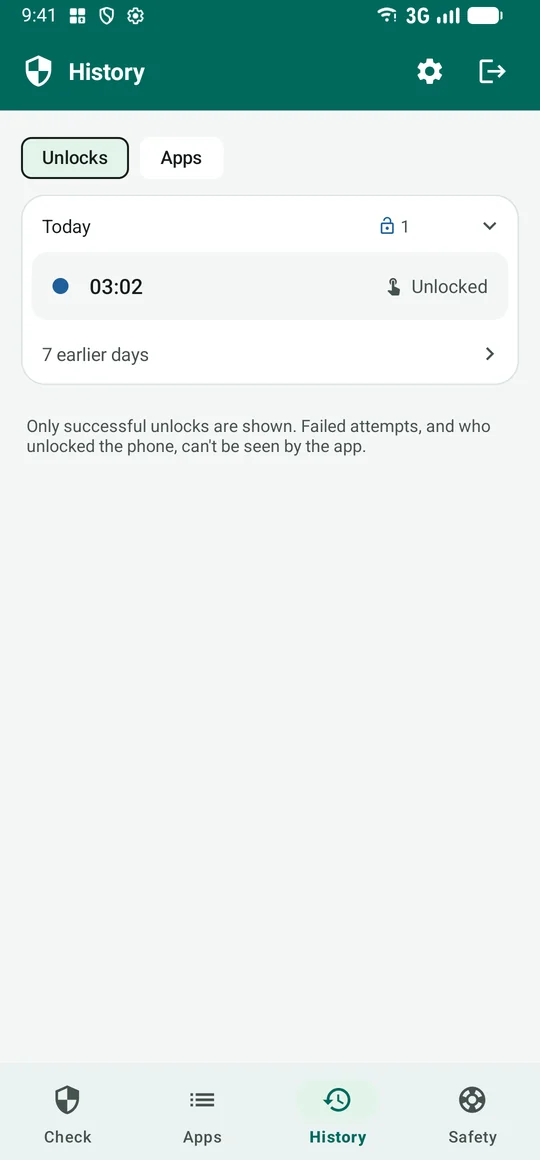 9:41
3G
History
Unlocks
Apps
Today
1
03:02
Unlocked
7 earlier days
Only successful unlocks are shown. Failed attempts, and who
unlocked the phone, can't be seen by the app.
Check
Apps
History
Safety